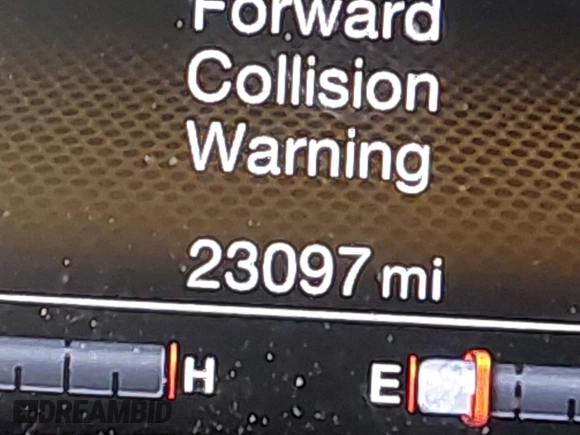 Forward
Collision
Warning
23097 mi
H E
DREAMBID